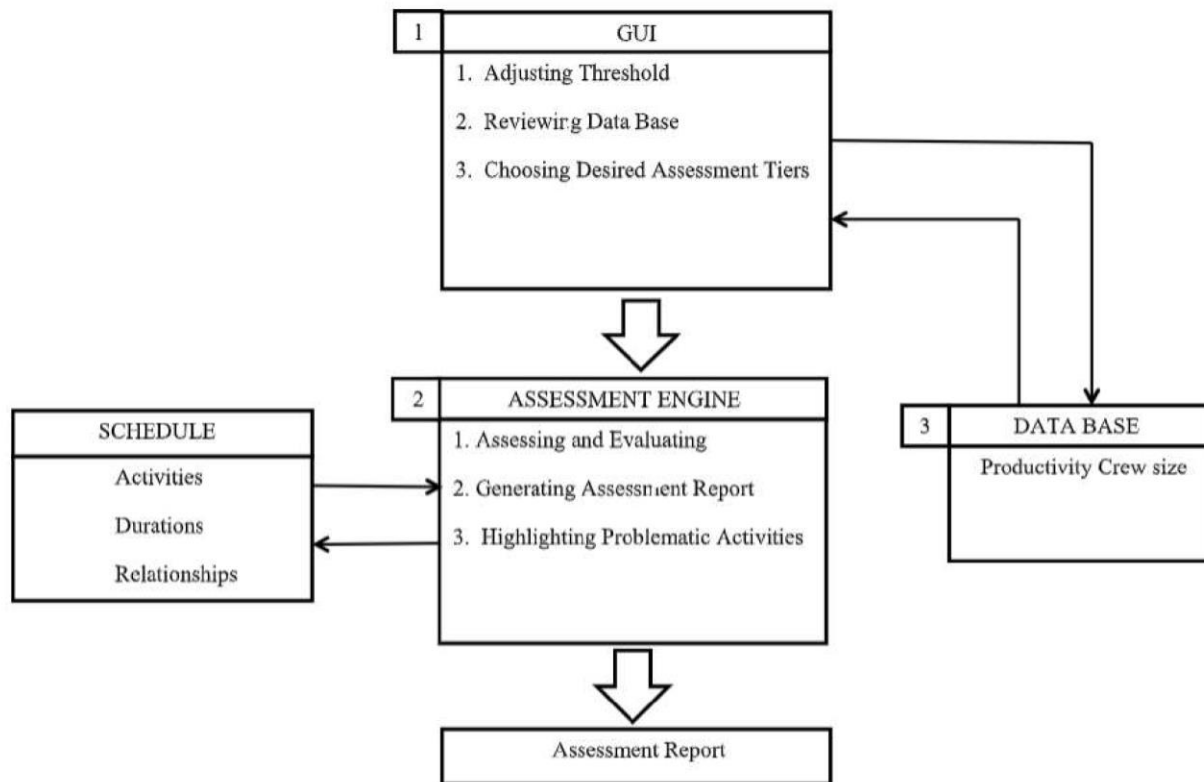 1
GUI
1. Adjusting Threshold
2. Reviewing Data Base
3. Choosing Desired Assessment Tiers
2
ASSESSMENT ENGINE
1. Assessing and Evaluating
2. Generating Assessment Report
3. Highlighting Problematic Activities
SCHEDULE
Activities
Durations
Relationships
3
DATA BASE
Productivity Crew size
Assessment Report